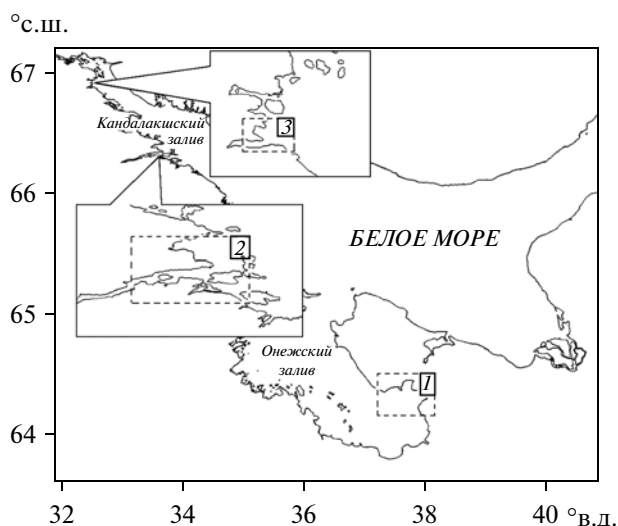 °с.ш.
67
Кандалакшский
залив
3
66
2
БЕЛОЕ МОРЕ
65
Онежский
залив
1
64
32
34
36
38
40
°в.д.